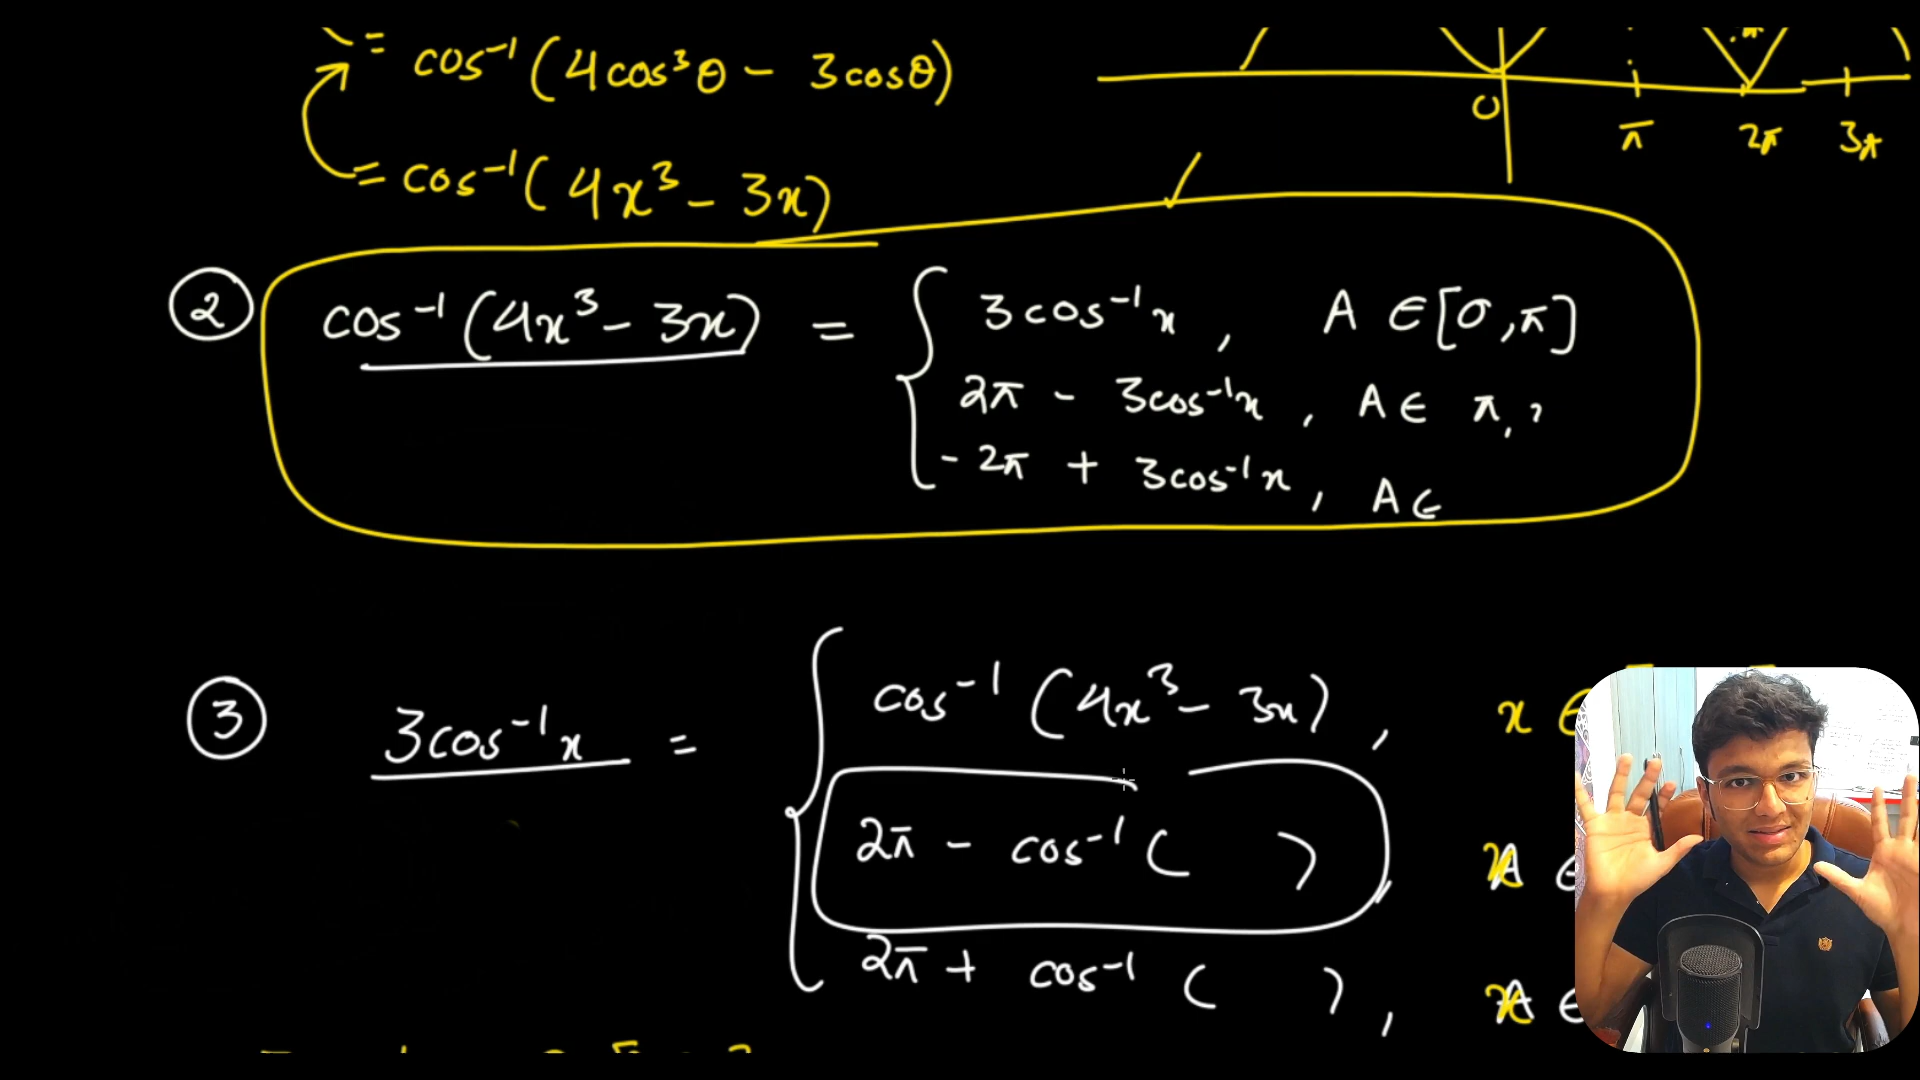 = cos⁻¹(4cos³θ - 3cosθ)
= cos⁻¹(4x³ - 3x)
0 π 2π 3π
② cos⁻¹(4x³ - 3x) = { 3cos⁻¹x , A ∈ [0, π]
2π - 3cos⁻¹x , A ∈ π,
-2π + 3cos⁻¹x , A ∈
③ 3cos⁻¹x = { cos⁻¹(4x³ - 3x) , x ∈
2π - cos⁻¹( ) , x ∈
2π + cos⁻¹( ) , x ∈